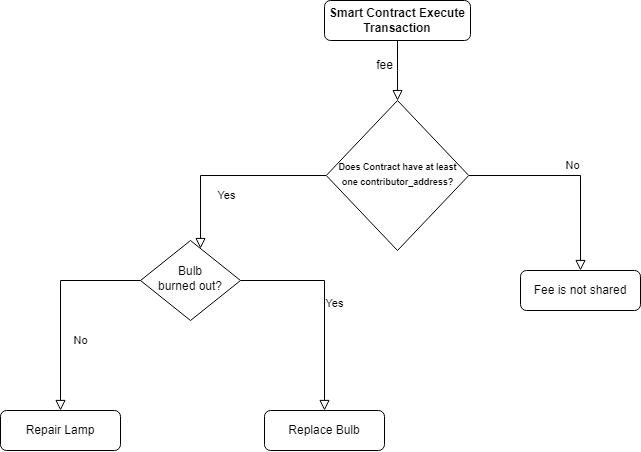 Smart Contract Execute
Transaction
fee
Does Contract have at least
one contributor_address?
No
Yes
Bulb
burned out?
Fee is not shared
Yes
No
Repair Lamp
Replace Bulb